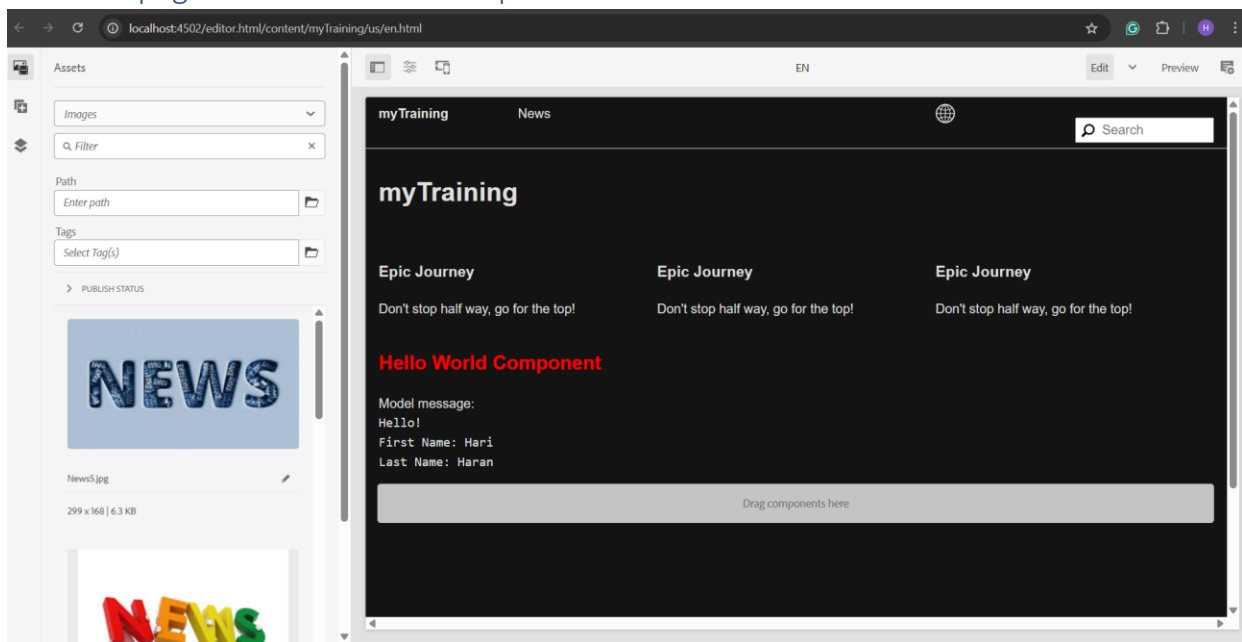 localhost:4502/editor.html/content/myTraining/us/en.html
G
H
Assets
EN
Edit
Preview
Images
Filter
Path
Enter path
Tags
Select Tag(s)
PUBLISH STATUS
NEWS
News5.jpg
299 x 168 | 6.3 KB
NEWS
myTraining
News
Search
myTraining
Epic Journey
Epic Journey
Epic Journey
Don't stop half way, go for the top!
Don't stop half way, go for the top!
Don't stop half way, go for the top!
Hello World Component
Model message:
Hello!
First Name: Hari
Last Name: Haran
Drag components here